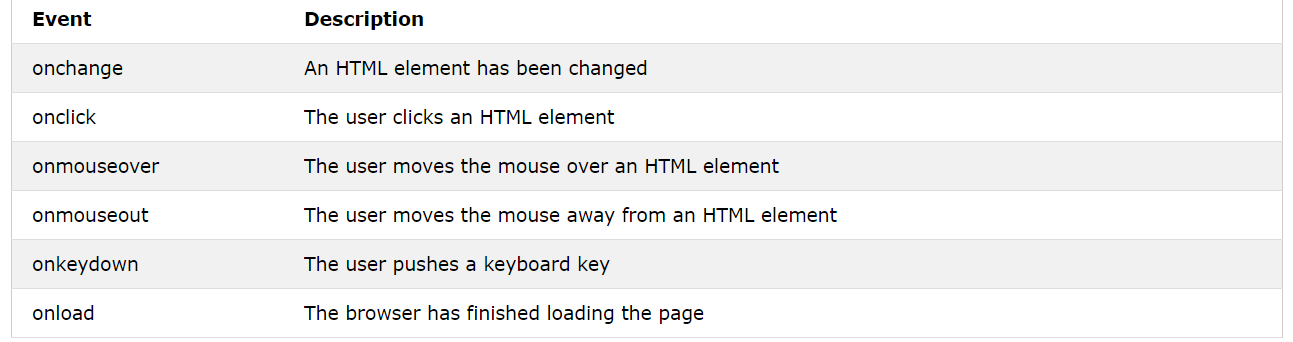 Event Description
onchange An HTML element has been changed
onclick The user clicks an HTML element
onmouseover The user moves the mouse over an HTML element
onmouseout The user moves the mouse away from an HTML element
onkeydown The user pushes a keyboard key
onload The browser has finished loading the page